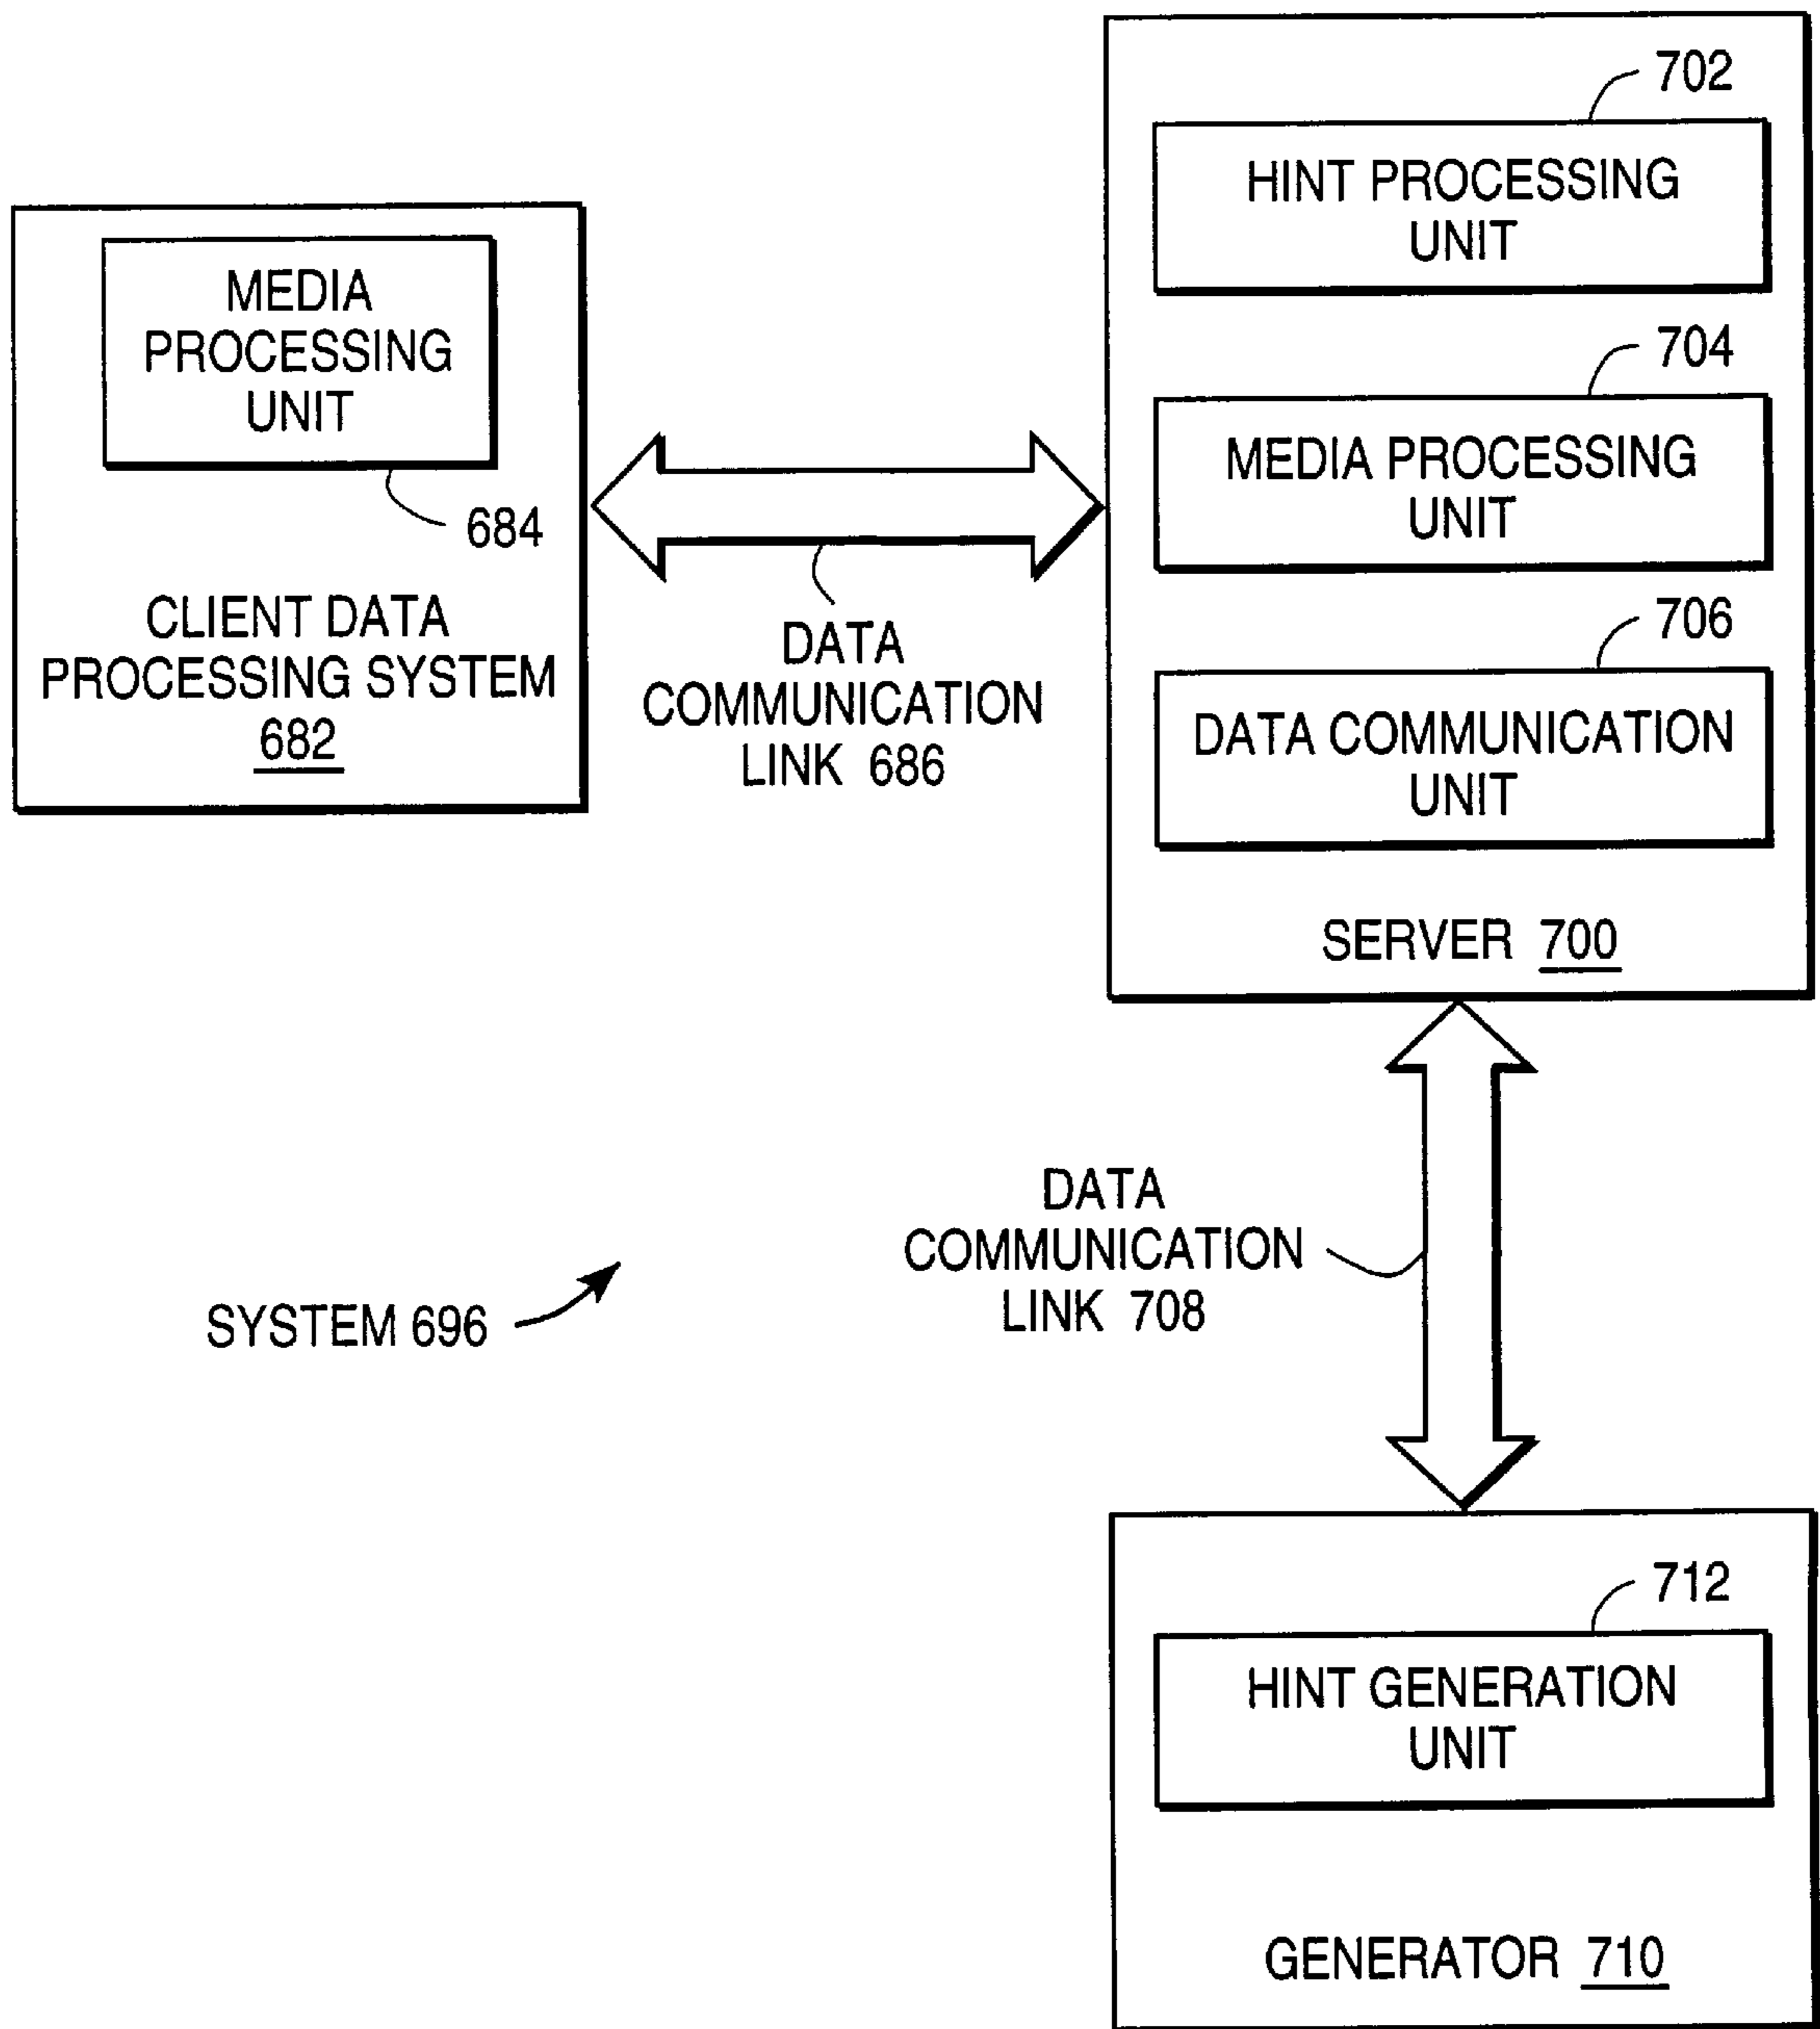 702
HINT PROCESSING
UNIT
704
MEDIA PROCESSING
UNIT
706
DATA COMMUNICATION
UNIT
SERVER 700
MEDIA
PROCESSING
UNIT
684
CLIENT DATA
PROCESSING SYSTEM
682
DATA
COMMUNICATION
LINK 686
DATA
COMMUNICATION
LINK 708
SYSTEM 696
712
HINT GENERATION
UNIT
GENERATOR 710